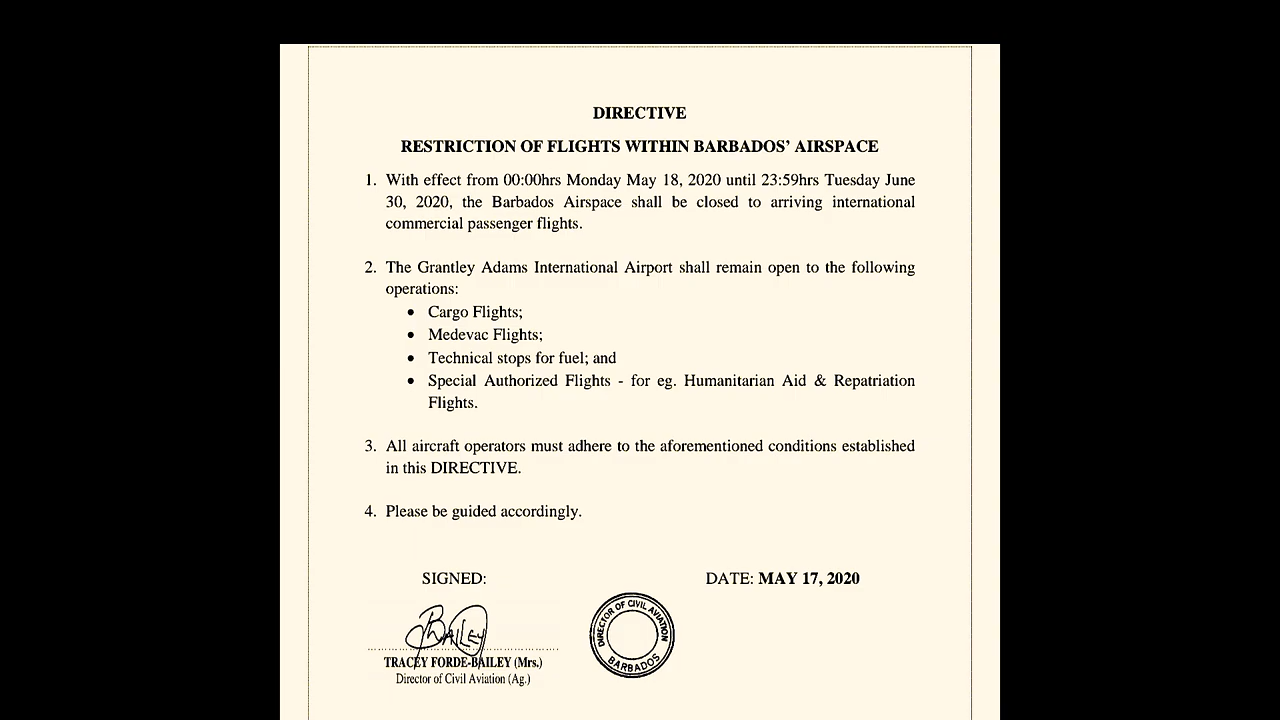 DIRECTIVE
RESTRICTION OF FLIGHTS WITHIN BARBADOS’ AIRSPACE
1. With effect from 00:00hrs Monday May 18, 2020 until 23:59hrs Tuesday June
30, 2020, the Barbados Airspace shall be closed to arriving international
commercial passenger flights.
2. The Grantley Adams International Airport shall remain open to the following
operations:
• Cargo Flights;
• Medevac Flights;
• Technical stops for fuel; and
• Special Authorized Flights - for eg. Humanitarian Aid & Repatriation
Flights.
3. All aircraft operators must adhere to the aforementioned conditions established
in this DIRECTIVE.
4. Please be guided accordingly.
SIGNED: DATE: MAY 17, 2020
BAILEY
DIRECTOR OF CIVIL AVIATION
BARBADOS
TRACEY FORDE-BAILEY (Mrs.)
Director of Civil Aviation (Ag.)